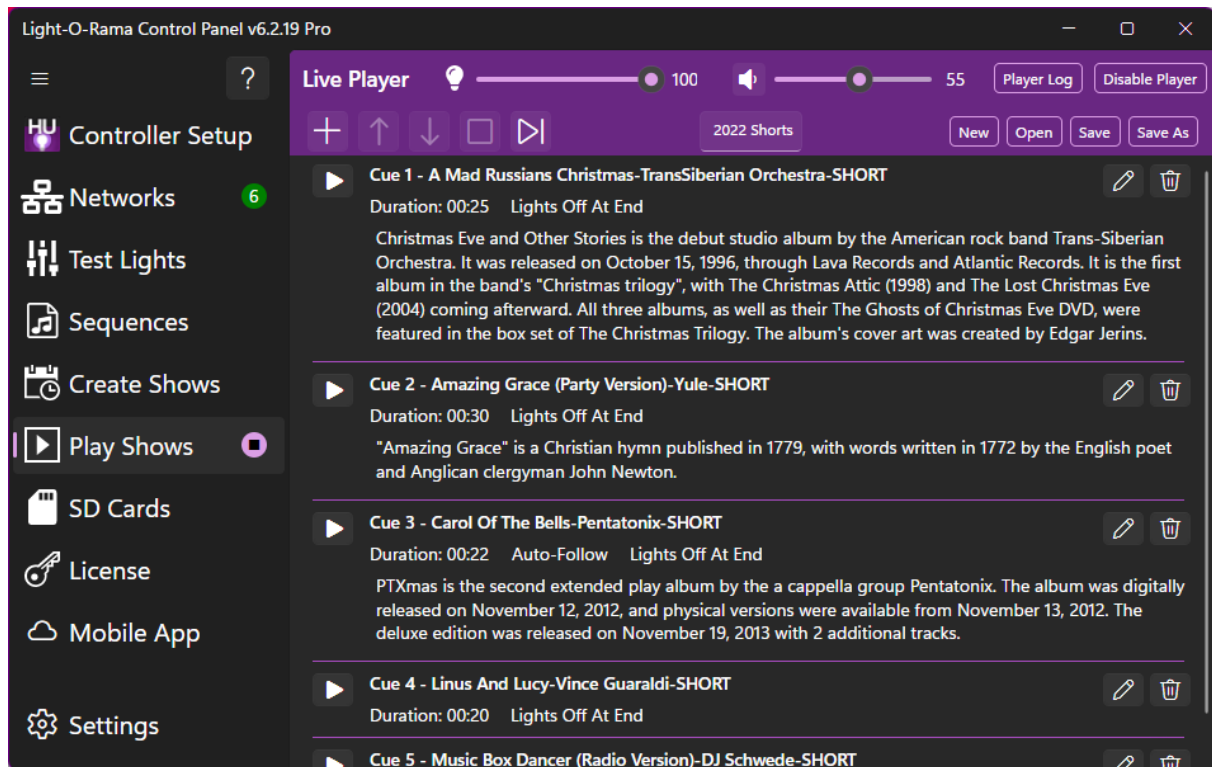 Light-O-Rama Control Panel v6.2.19 Pro
?
Live Player
100
55
Player Log
Disable Player
2022 Shorts
New
Open
Save
Save As
HU Controller Setup
Networks 6
Test Lights
Sequences
Create Shows
Play Shows
SD Cards
License
Mobile App
Settings
Cue 1 - A Mad Russians Christmas-TransSiberian Orchestra-SHORT
Duration: 00:25 Lights Off At End
Christmas Eve and Other Stories is the debut studio album by the American rock band Trans-Siberian
Orchestra. It was released on October 15, 1996, through Lava Records and Atlantic Records. It is the first
album in the band's "Christmas trilogy", with The Christmas Attic (1998) and The Lost Christmas Eve
(2004) coming afterward. All three albums, as well as their The Ghosts of Christmas Eve DVD, were
featured in the box set of The Christmas Trilogy. The album's cover art was created by Edgar Jerins.
Cue 2 - Amazing Grace (Party Version)-Yule-SHORT
Duration: 00:30 Lights Off At End
"Amazing Grace" is a Christian hymn published in 1779, with words written in 1772 by the English poet
and Anglican clergyman John Newton.
Cue 3 - Carol Of The Bells-Pentatonix-SHORT
Duration: 00:22 Auto-Follow Lights Off At End
PTXmas is the second extended play album by the a cappella group Pentatonix. The album was digitally
released on November 12, 2012, and physical versions were available from November 13, 2012. The
deluxe edition was released on November 19, 2013 with 2 additional tracks.
Cue 4 - Linus And Lucy-Vince Guaraldi-SHORT
Duration: 00:20 Lights Off At End
Cue 5 - Music Box Dancer (Radio Version)-DJ Schwede-SHORT